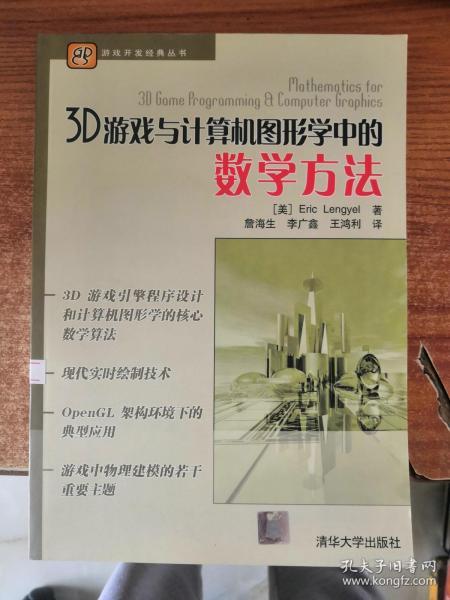 游戏开发经典丛书
Mathematics for
3D Game Programming & Computer Graphics
3D游戏与计算机图形学中的
数学方法
[美] Eric Lengyel 著
詹海生 李广鑫 王鸿利 译
3D 游戏引擎程序设计
和计算机图形学的核心
数学算法
现代实时绘制技术
OpenGL 架构环境下的
典型应用
游戏中物理建模的若干
重要主题
清华大学出版社
孔夫子旧书网
www.kongfz.com